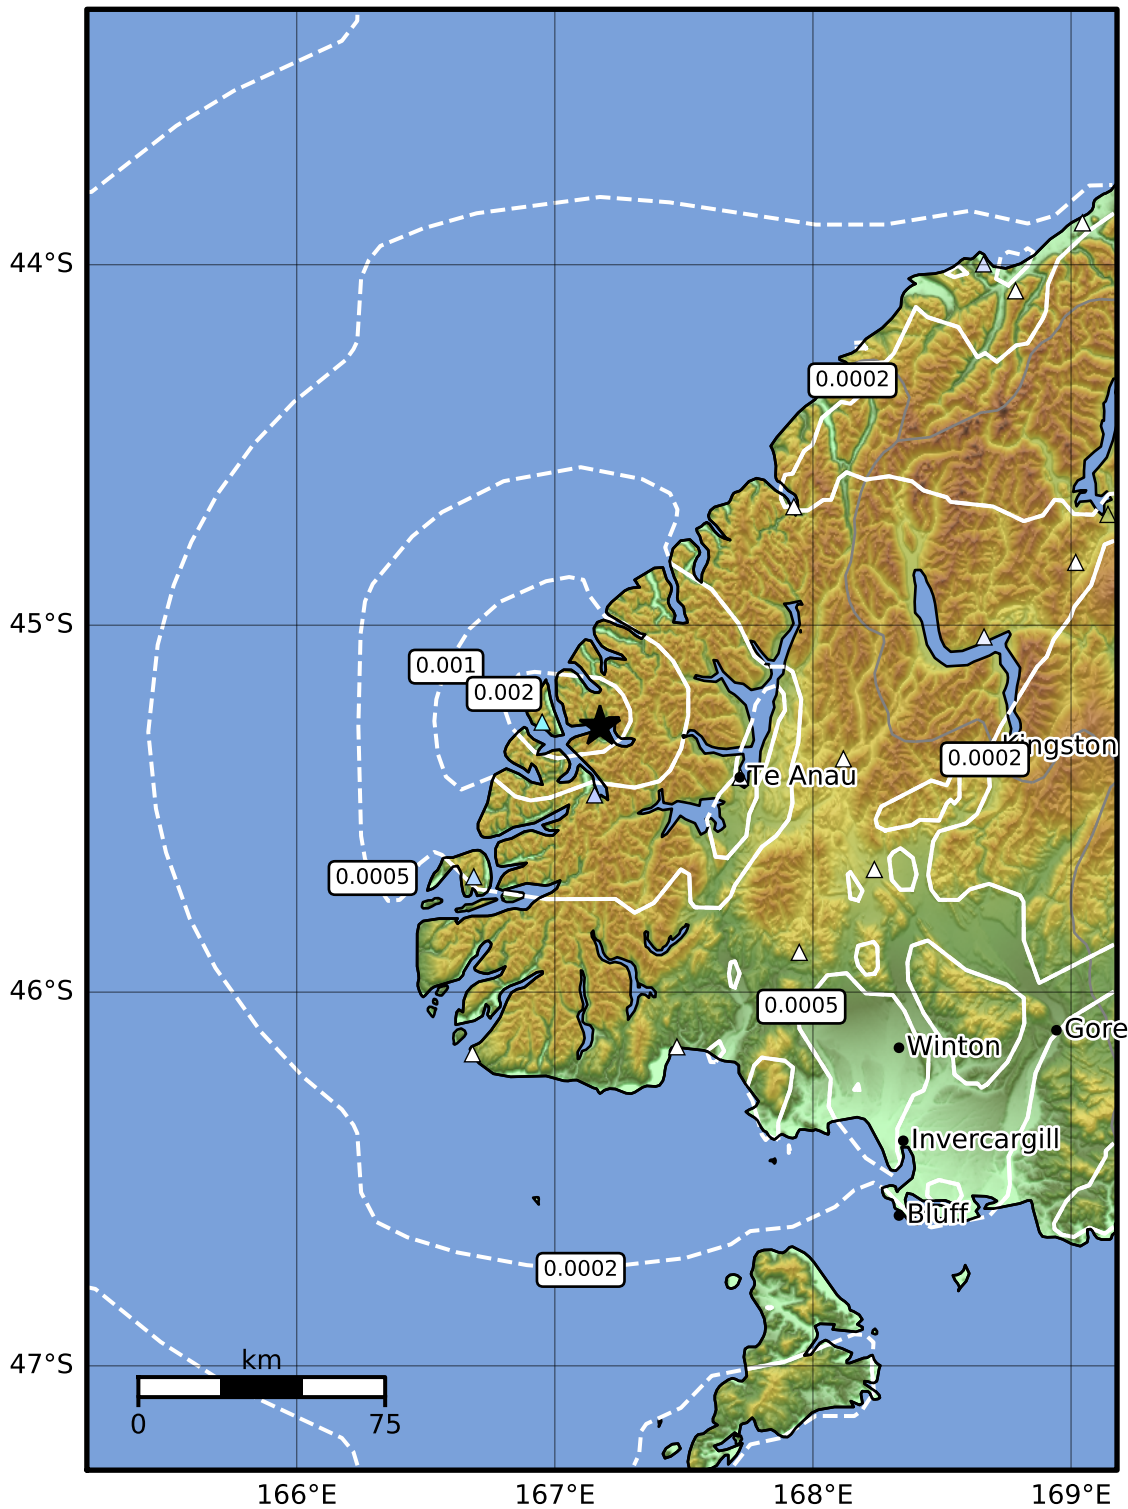 44°S
0.0002
45°S
0.001
0.002
Kingston
0.0002
Te Anau
0.0005
46°S
0.0005
Gore
Winton
Invercargill
Bluff
0.0002
47°S
km
0 75
166°E 167°E 168°E 169°E